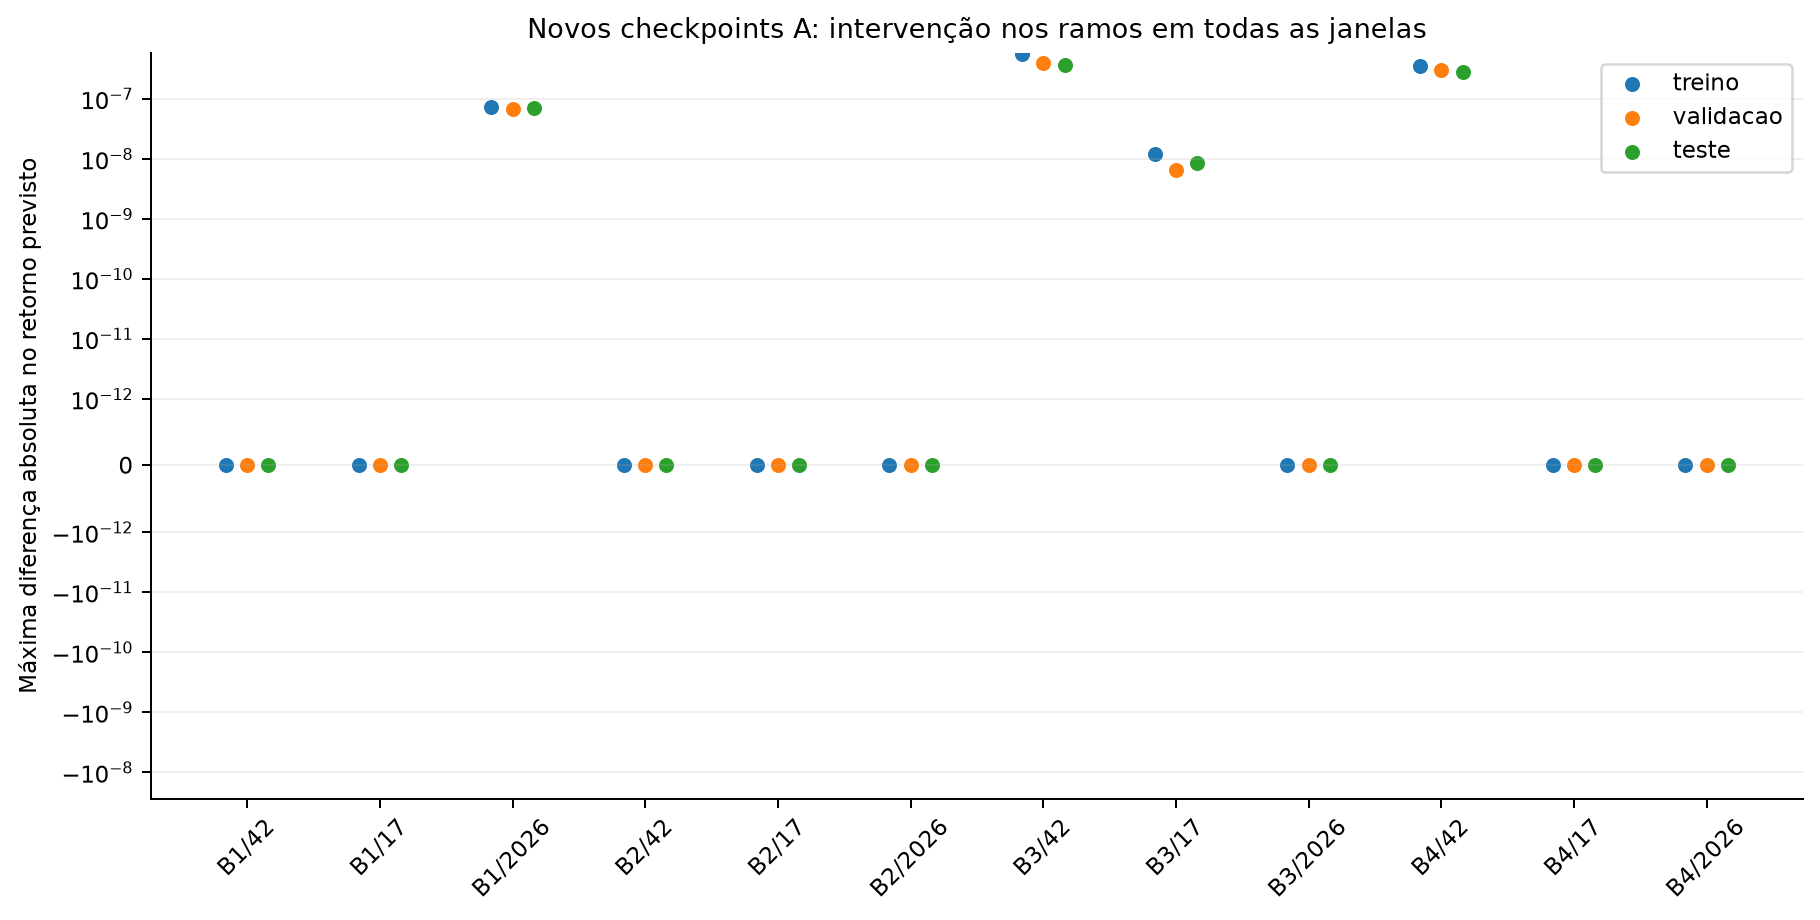 Novos checkpoints A: intervenção nos ramos em todas as janelas
Máxima diferença absoluta no retorno previsto
10⁻⁷
10⁻⁸
10⁻⁹
10⁻¹⁰
10⁻¹¹
10⁻¹²
0
−10⁻¹²
−10⁻¹¹
−10⁻¹⁰
−10⁻⁹
−10⁻⁸
treino
validacao
teste
B1/42
B1/17
B1/2026
B2/42
B2/17
B2/2026
B3/42
B3/17
B3/2026
B4/42
B4/17
B4/2026